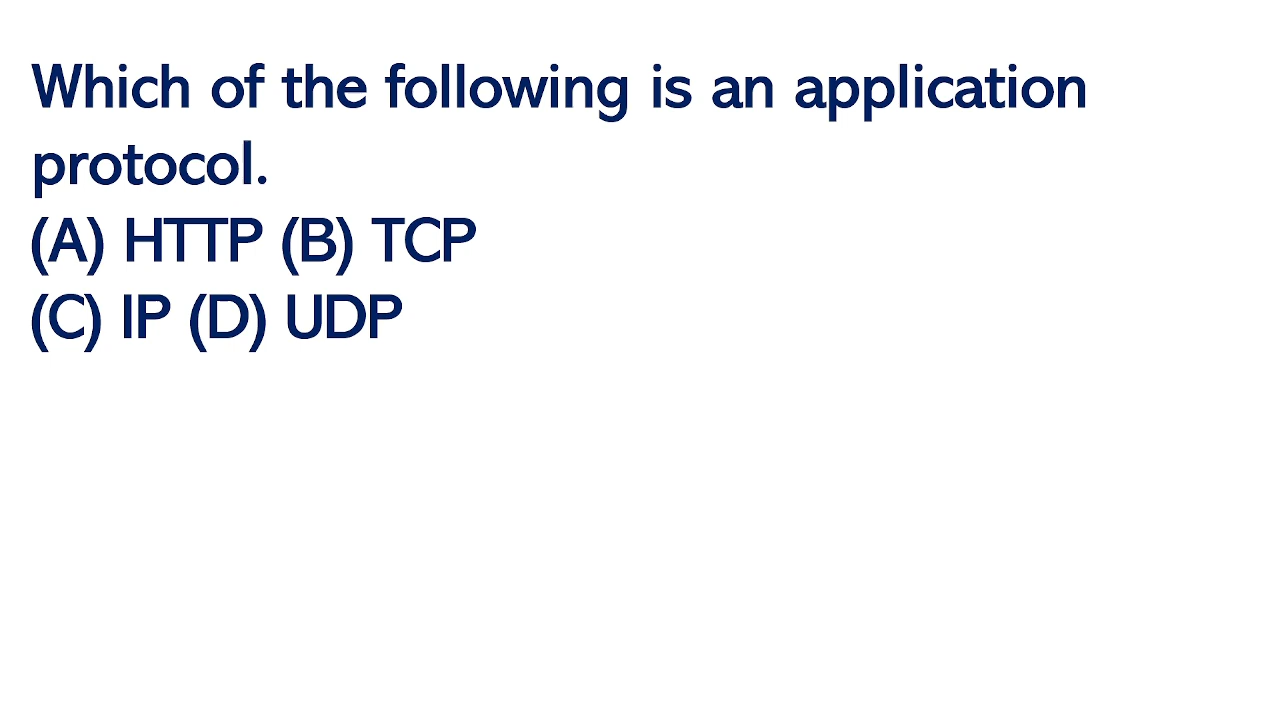 Which of the following is an application
protocol.
(A) HTTP (B) TCP
(C) IP (D) UDP